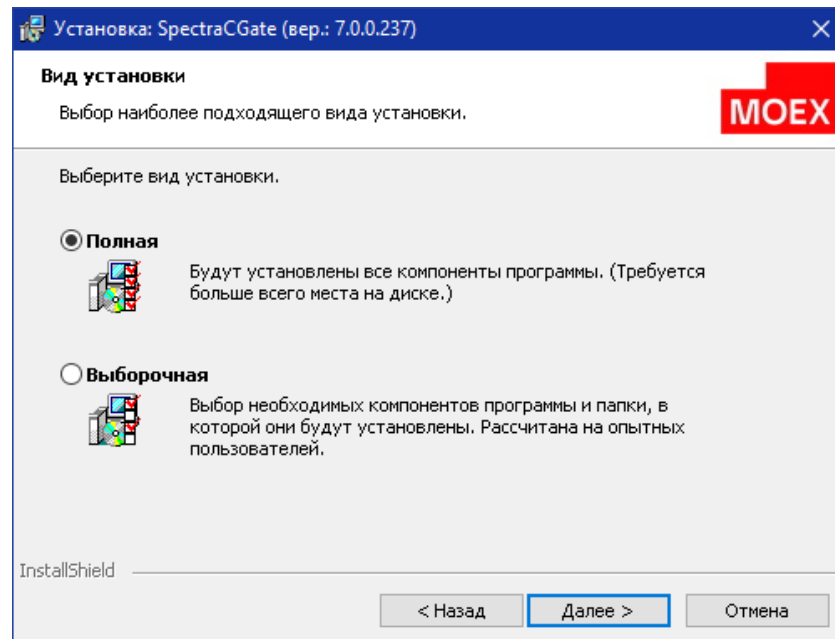 Установка: SpectraCGate (вер.: 7.0.0.237)
Вид установки
Выбор наиболее подходящего вида установки.
MOEX
Выберите вид установки.
Полная
Будут установлены все компоненты программы. (Требуется
больше всего места на диске.)
Выборочная
Выбор необходимых компонентов программы и папки, в
которой они будут установлены. Рассчитана на опытных
пользователей.
InstallShield
< Назад
Далее >
Отмена